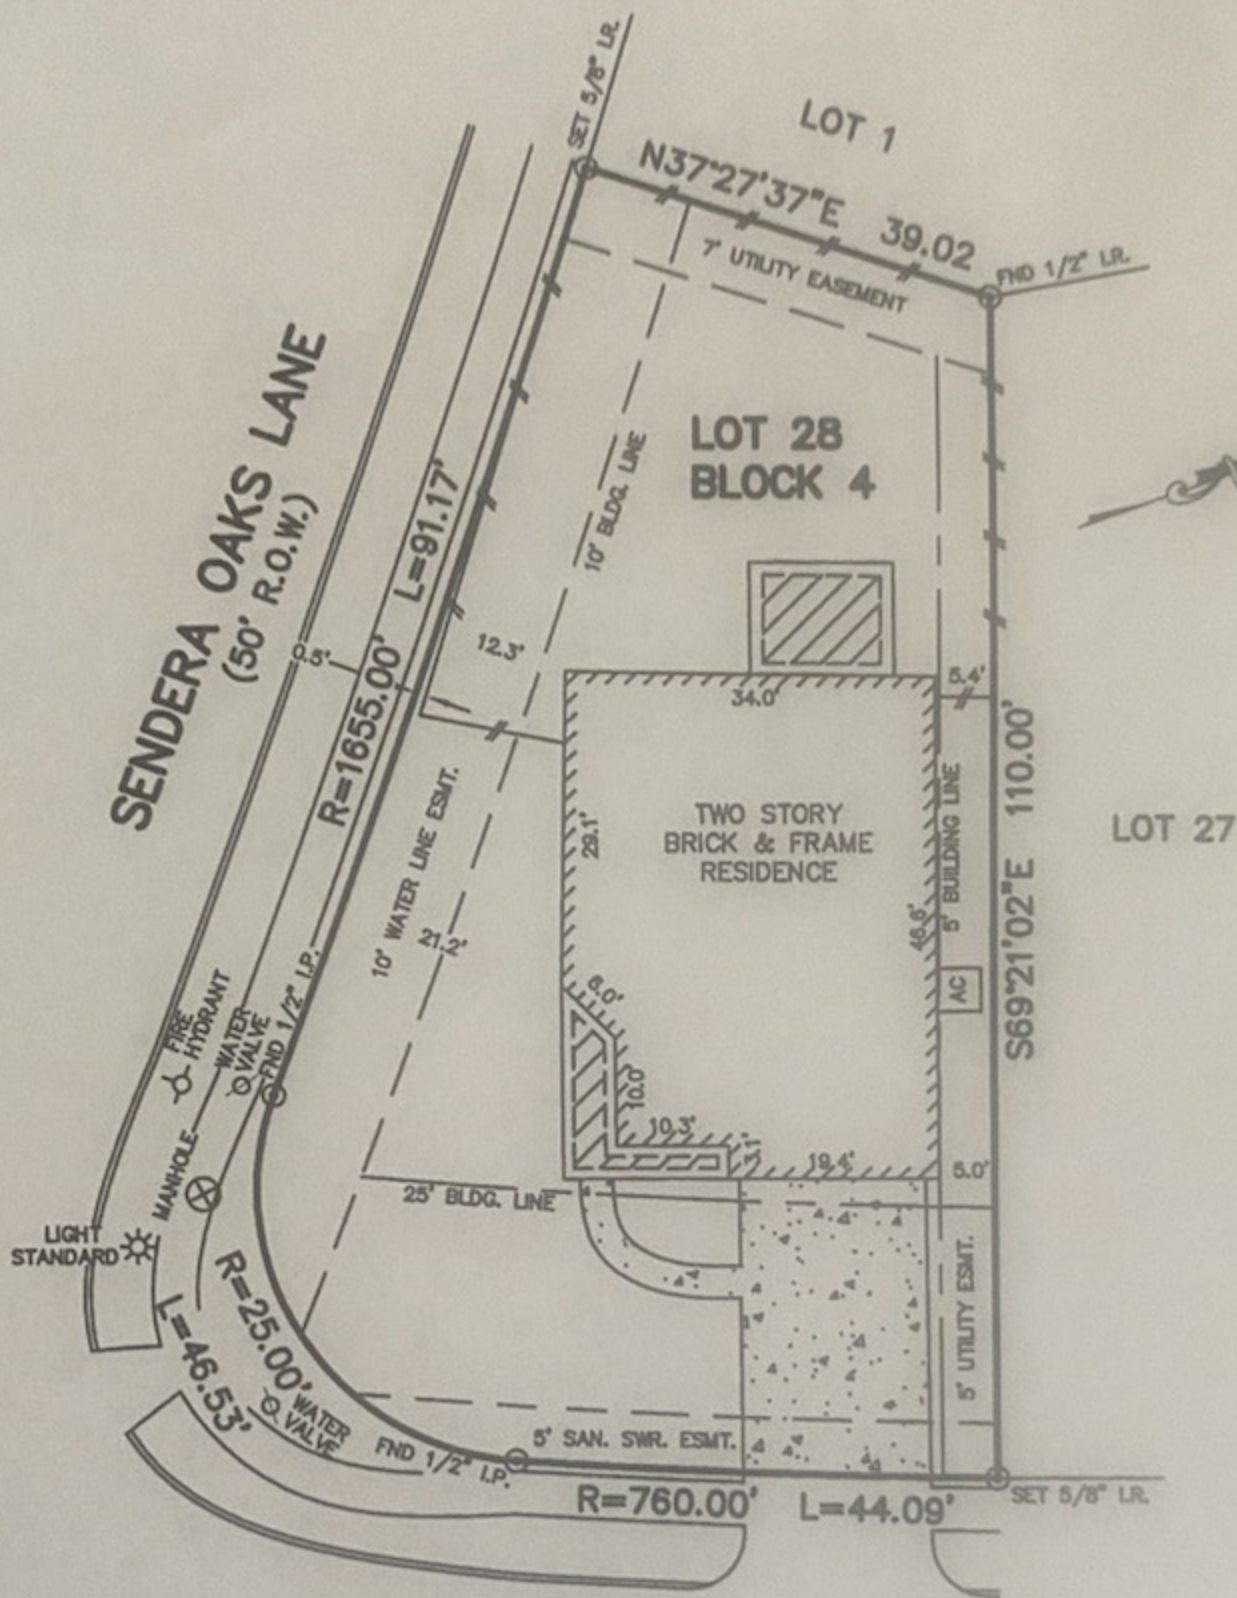 SET 5/8" I.R.
LOT 1
N37°27'37"E 39.02
FND 1/2" I.R.
7' UTILITY EASEMENT
SENDERA OAKS LANE
(50' R.O.W.)
LOT 28
BLOCK 4
10' BLDG. LINE
R=1655.00' L=91.17'
0.5'
12.3'
34.0'
5.4'
TWO STORY
BRICK & FRAME
RESIDENCE
29.1'
46.6'
5' BUILDING LINE
S69°21'02"E 110.00'
LOT 27
10' WATER LINE ESMT.
21.2'
AC
6.0'
10.0'
10.3'
19.4'
5.0'
FIRE
HYDRANT
WATER
VALVE
FND 1/2" I.P.
MANHOLE
LIGHT
STANDARD
25' BLDG. LINE
R=25.00'
L=46.53'
WATER
VALVE
5' UTILITY ESMT.
FND 1/2" I.P.
5' SAN. SWR. ESMT.
R=760.00' L=44.09'
SET 5/8" I.R.